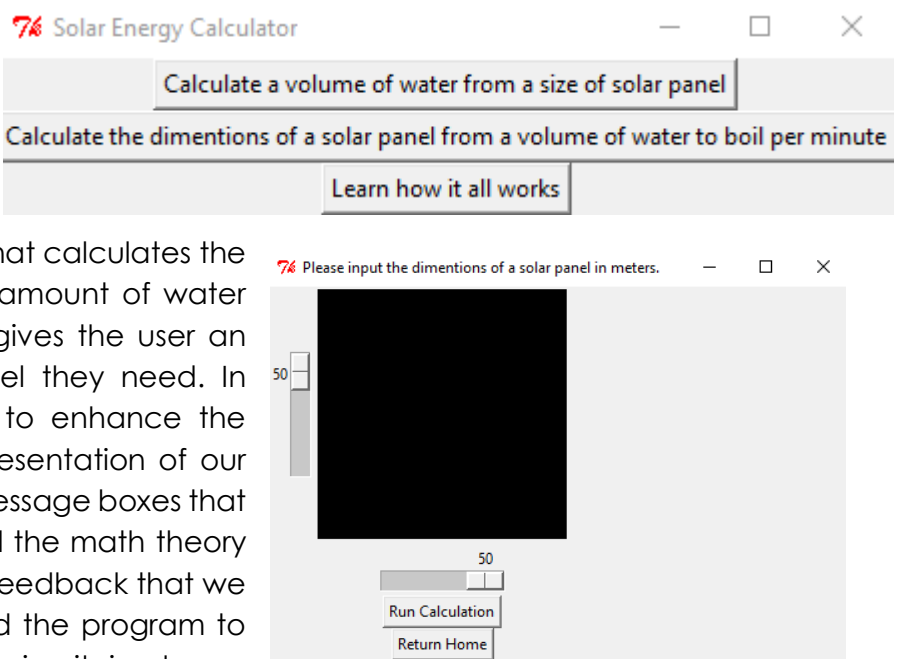 Solar Energy Calculator
Calculate a volume of water from a size of solar panel
Calculate the dimentions of a solar panel from a volume of water to boil per minute
Learn how it all works
hat calculates the
amount of water
gives the user an
el they need. In
to enhance the
esentation of our
essage boxes that
the math theory
eedback that we
d the program to
Please input the dimentions of a solar panel in meters.
50
50
Run Calculation
Return Home